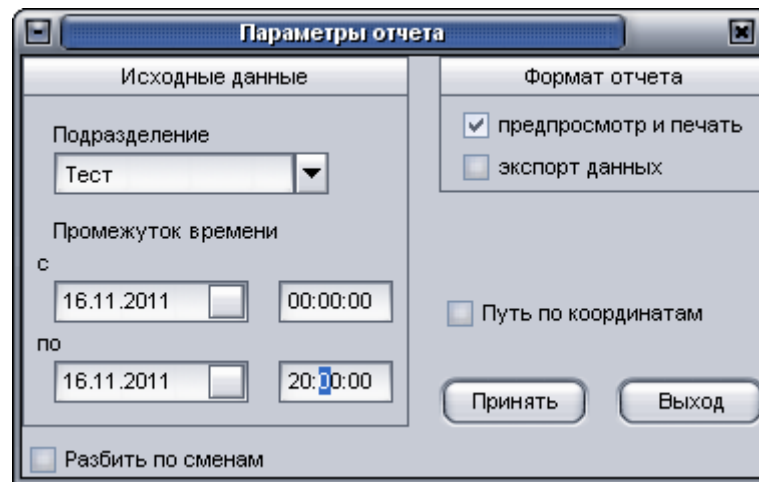 Параметры отчета
Исходные данные
Подразделение
Тест
Промежуток времени
с
16.11.2011 00:00:00
по
16.11.2011 20:00:00
Разбить по сменам
Формат отчета
предпросмотр и печать
экспорт данных
Путь по координатам
Принять Выход